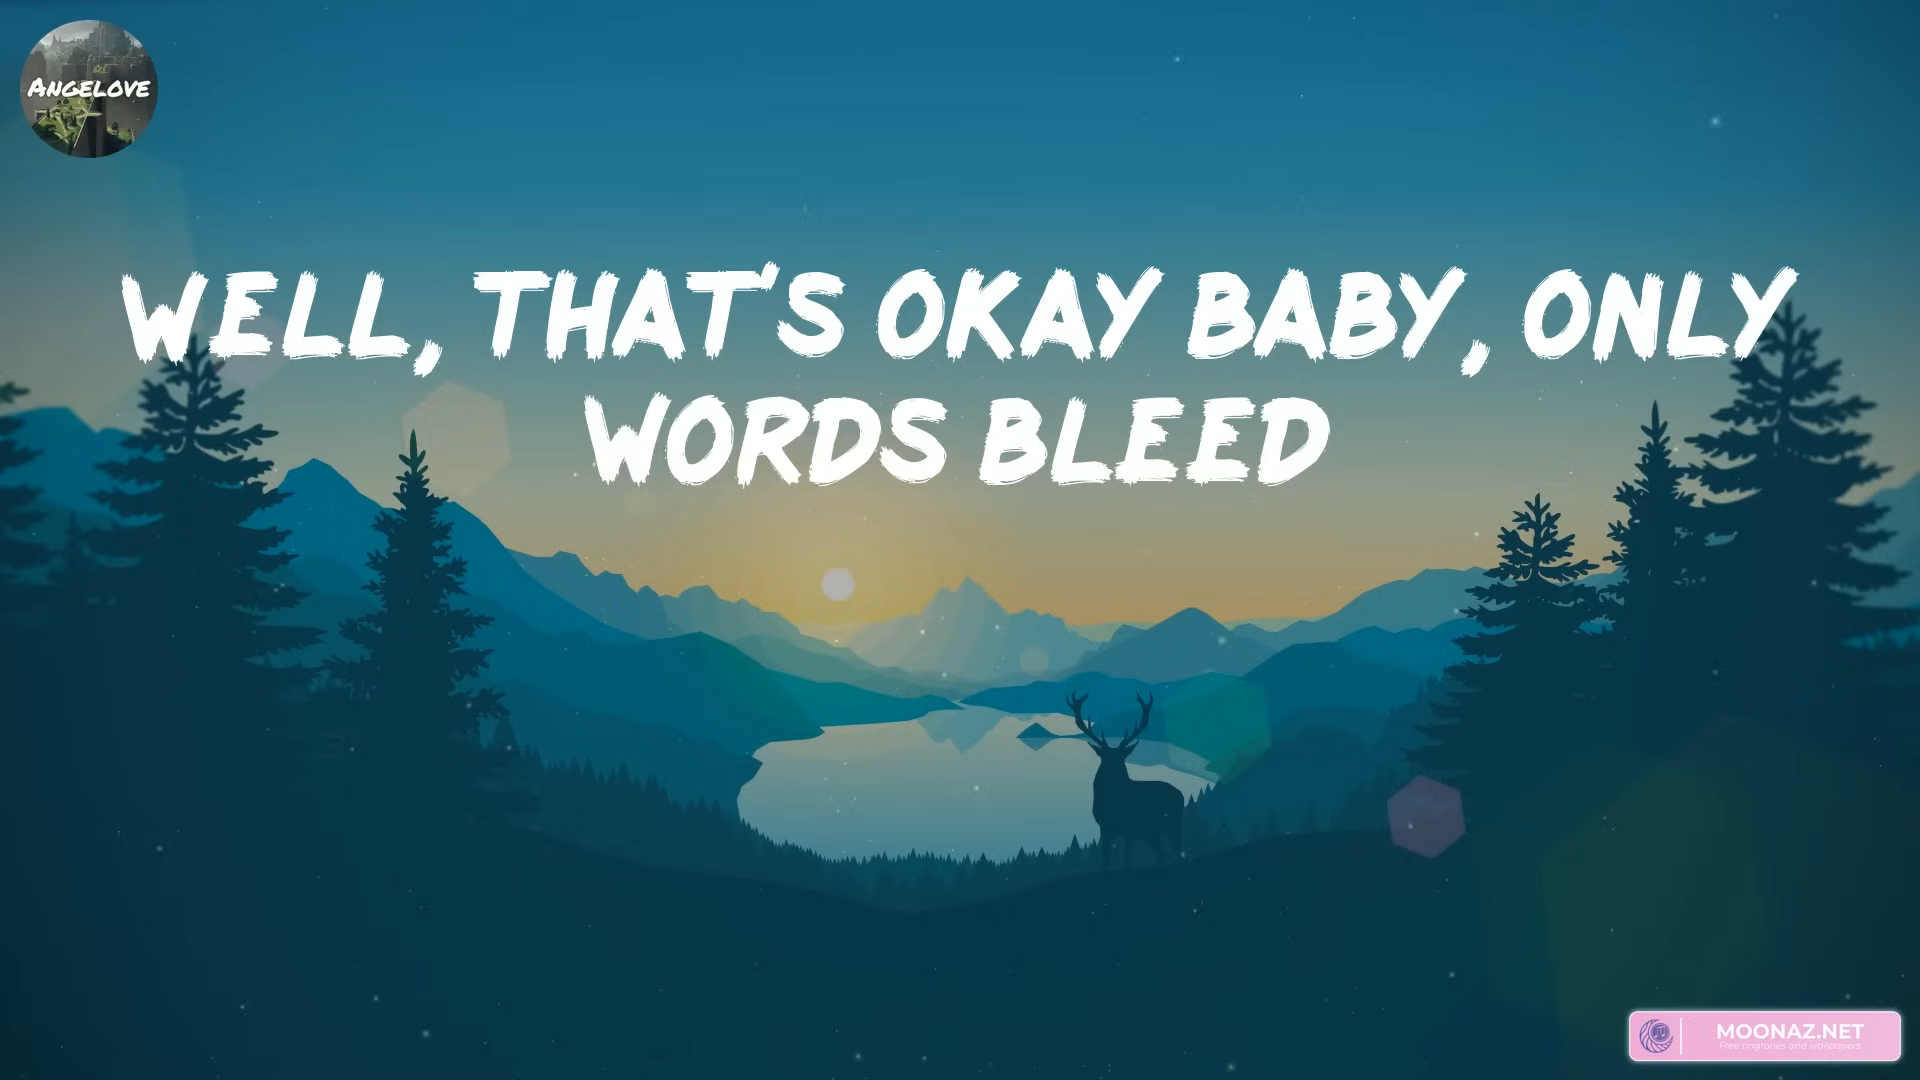 ANGELOVE
WELL, THAT'S OKAY BABY, ONLY
WORDS BLEED
MOONAZ.NET
Free ringtones and wallpapers